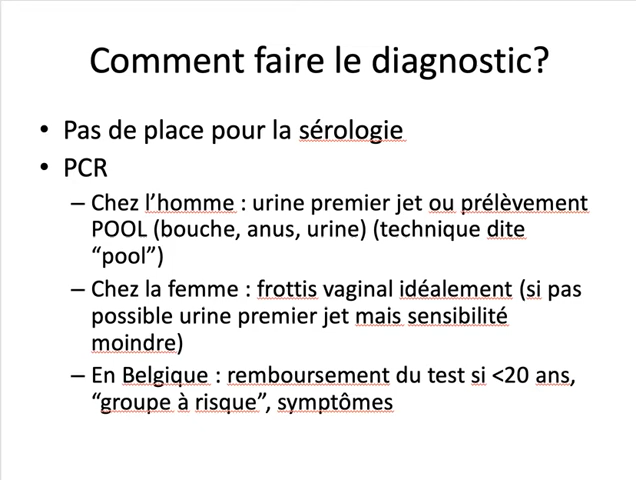 Comment faire le diagnostic?
• Pas de place pour la sérologie
• PCR
– Chez l’homme : urine premier jet ou prélèvement
POOL (bouche, anus, urine) (technique dite
“pool”)
– Chez la femme : frottis vaginal idéalement (si pas
possible urine premier jet mais sensibilité
moindre)
– En Belgique : remboursement du test si <20 ans,
“groupe à risque”, symptômes